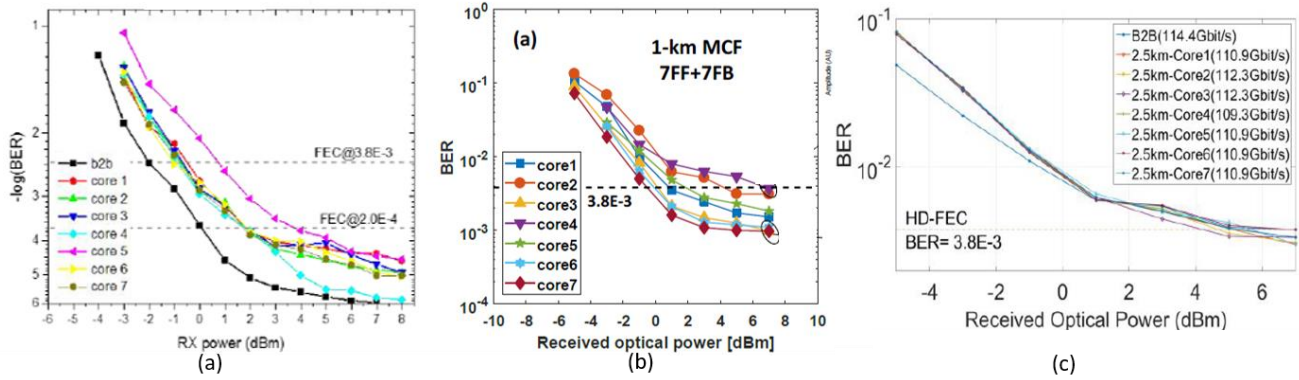 1
2
3
4
5
6
-log(BER)
FEC@3.8E-3
FEC@2.0E-4
b2b
core 1
core 2
core 3
core 4
core 5
core 6
core 7
-6 -5 -4 -3 -2 -1 0 1 2 3 4 5 6 7 8
RX power (dBm)
(a)
(a)
1-km MCF
7FF+7FB
10⁰
10⁻¹
10⁻²
10⁻³
10⁻⁴
BER
3.8E-3
core1
core2
core3
core4
core5
core6
core7
-10 -8 -6 -4 -2 0 2 4 6 8 10
Received optical power [dBm]
(b)
Amplitude (AU)
10⁻¹
10⁻²
BER
B2B(114.4Gbit/s)
2.5km-Core1(110.9Gbit/s)
2.5km-Core2(112.3Gbit/s)
2.5km-Core3(112.3Gbit/s)
2.5km-Core4(109.3Gbit/s)
2.5km-Core5(110.9Gbit/s)
2.5km-Core6(110.9Gbit/s)
2.5km-Core7(110.9Gbit/s)
HD-FEC
BER= 3.8E-3
-4 -2 0 2 4 6
Received Optical Power (dBm)
(c)